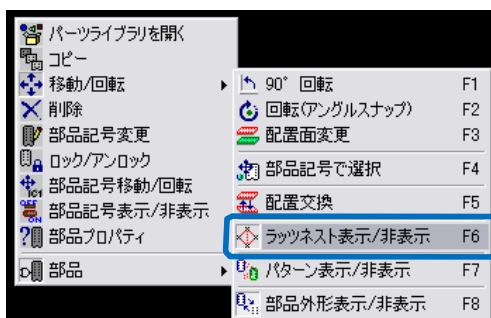 パーツライブラリを開く
コピー
移動/回転
削除
部品記号変更
ロック/アンロック
部品記号移動/回転
部品記号表示/非表示
部品プロパティ
部品
90° 回転 F1
回転(アングルスナップ) F2
配置面変更 F3
部品記号で選択 F4
配置交換 F5
ラッツネスト表示/非表示 F6
パターン表示/非表示 F7
部品外形表示/非表示 F8